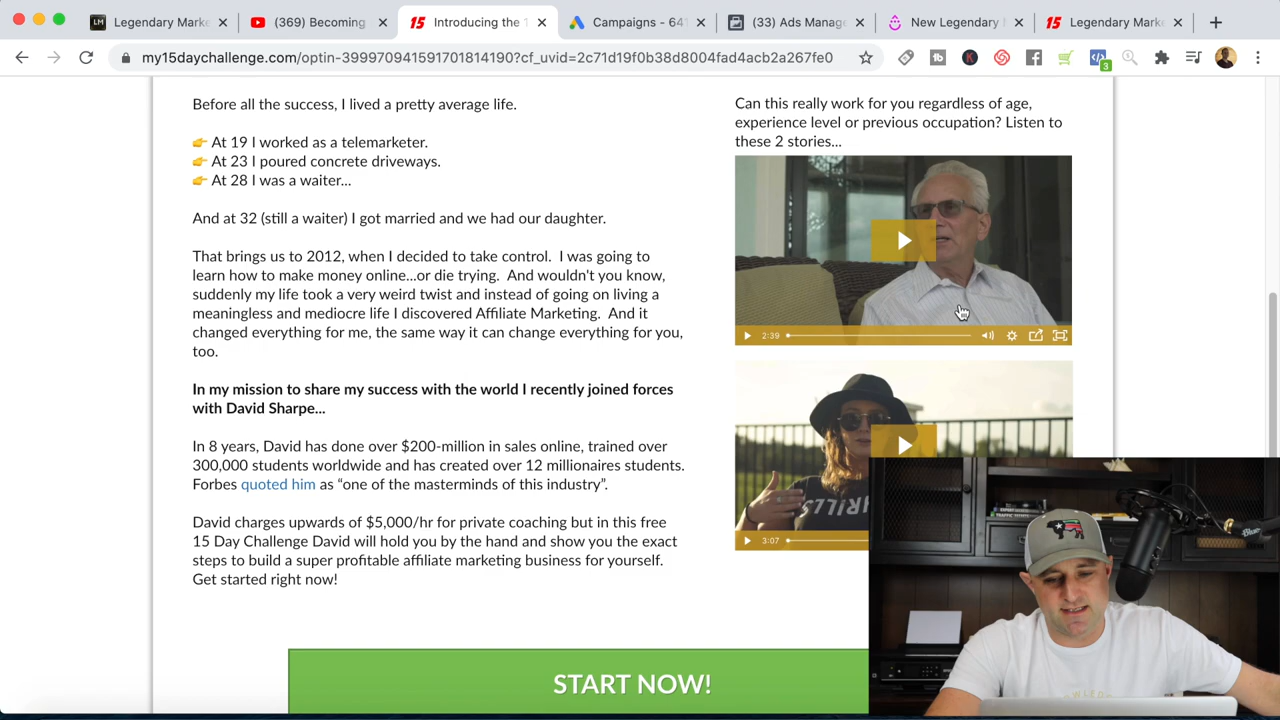 Legendary Marke
(369) Becoming
15
Introducing the 1
Campaigns - 641
(33) Ads Manag
New Legendary M
15
Legendary Marke
my15daychallenge.com/optin-39997094159170181419​0?cf_uvid=2c71d19f0b38d8004fad4acb2a267fe0
3
Before all the success, I lived a pretty average life.
👉 At 19 I worked as a telemarketer.
👉 At 23 I poured concrete driveways.
👉 At 28 I was a waiter...
And at 32 (still a waiter) I got married and we had our daughter.
That brings us to 2012, when I decided to take control. I was going to
learn how to make money online...or die trying. And wouldn't you know,
suddenly my life took a very weird twist and instead of going on living a
meaningless and mediocre life I discovered Affiliate Marketing. And it
changed everything for me, the same way it can change everything for you,
too.
In my mission to share my success with the world I recently joined forces
with David Sharpe...
In 8 years, David has done over $200-million in sales online, trained over
300,000 students worldwide and has created over 12 millionaires students.
Forbes quoted him as “one of the masterminds of this industry”.
David charges upwards of $5,000/hr for private coaching but in this free
15 Day Challenge David will hold you by the hand and show you the exact
steps to build a super profitable affiliate marketing business for yourself.
Get started right now!
Can this really work for you regardless of age,
experience level or previous occupation? Listen to
these 2 stories...
2:39
3:07
START NOW!